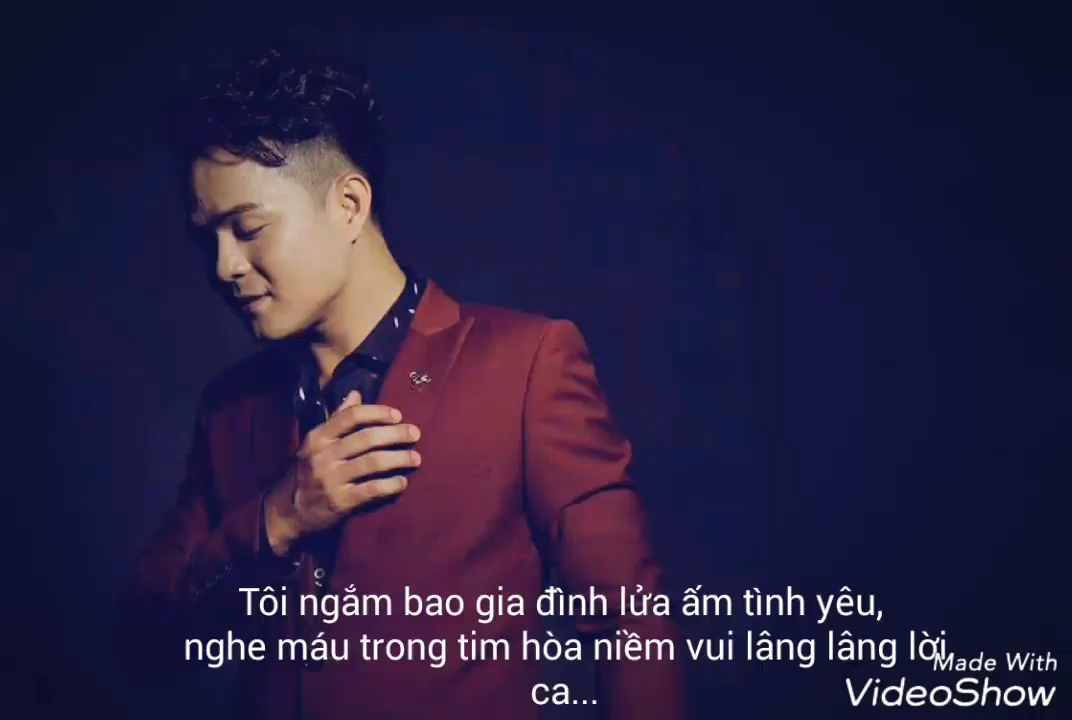 Tôi ngắm bao gia đình lửa ấm tình yêu,
nghe máu trong tim hòa niềm vui lâng lâng lời
ca...
Made With
VideoShow